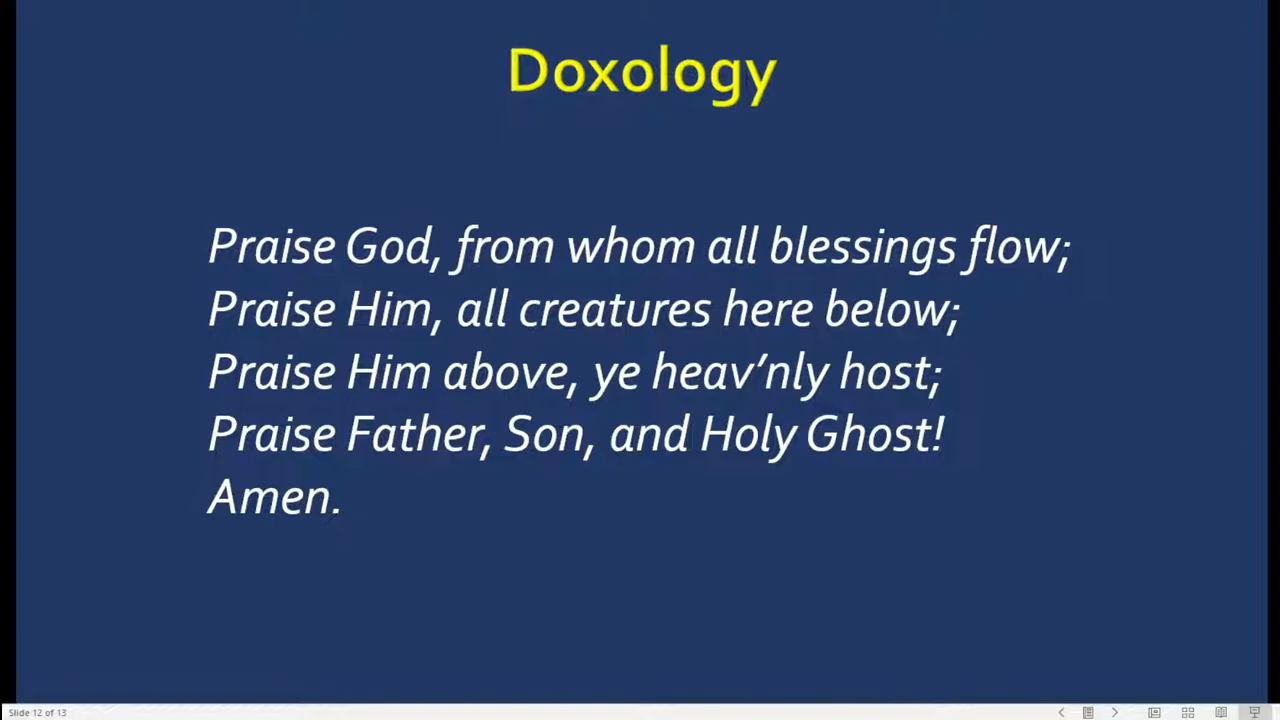 Doxology
Praise God, from whom all blessings flow;
Praise Him, all creatures here below;
Praise Him above, ye heav’nly host;
Praise Father, Son, and Holy Ghost!
Amen.
Slide 12 of 13